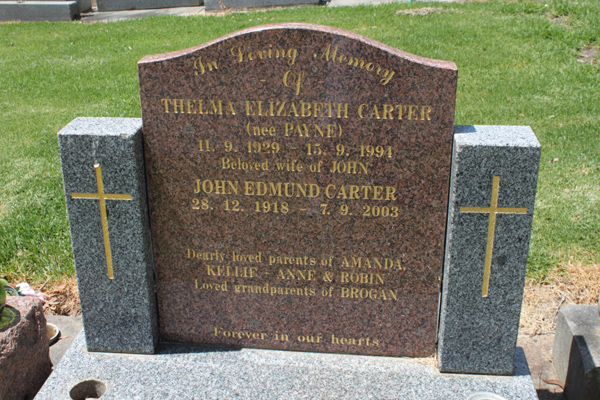 In Loving Memory
Of
THELMA ELIZABETH CARTER
(neé PAYNE)
11. 9. 1929 - 15. 9. 1994
Beloved wife of JOHN
JOHN EDMUND CARTER
28. 12. 1918 - 7. 9. 2003
Dearly loved parents of AMANDA,
KELLIE - ANNE & ROBIN
Loved grandparents of BROGAN
Forever in our hearts.